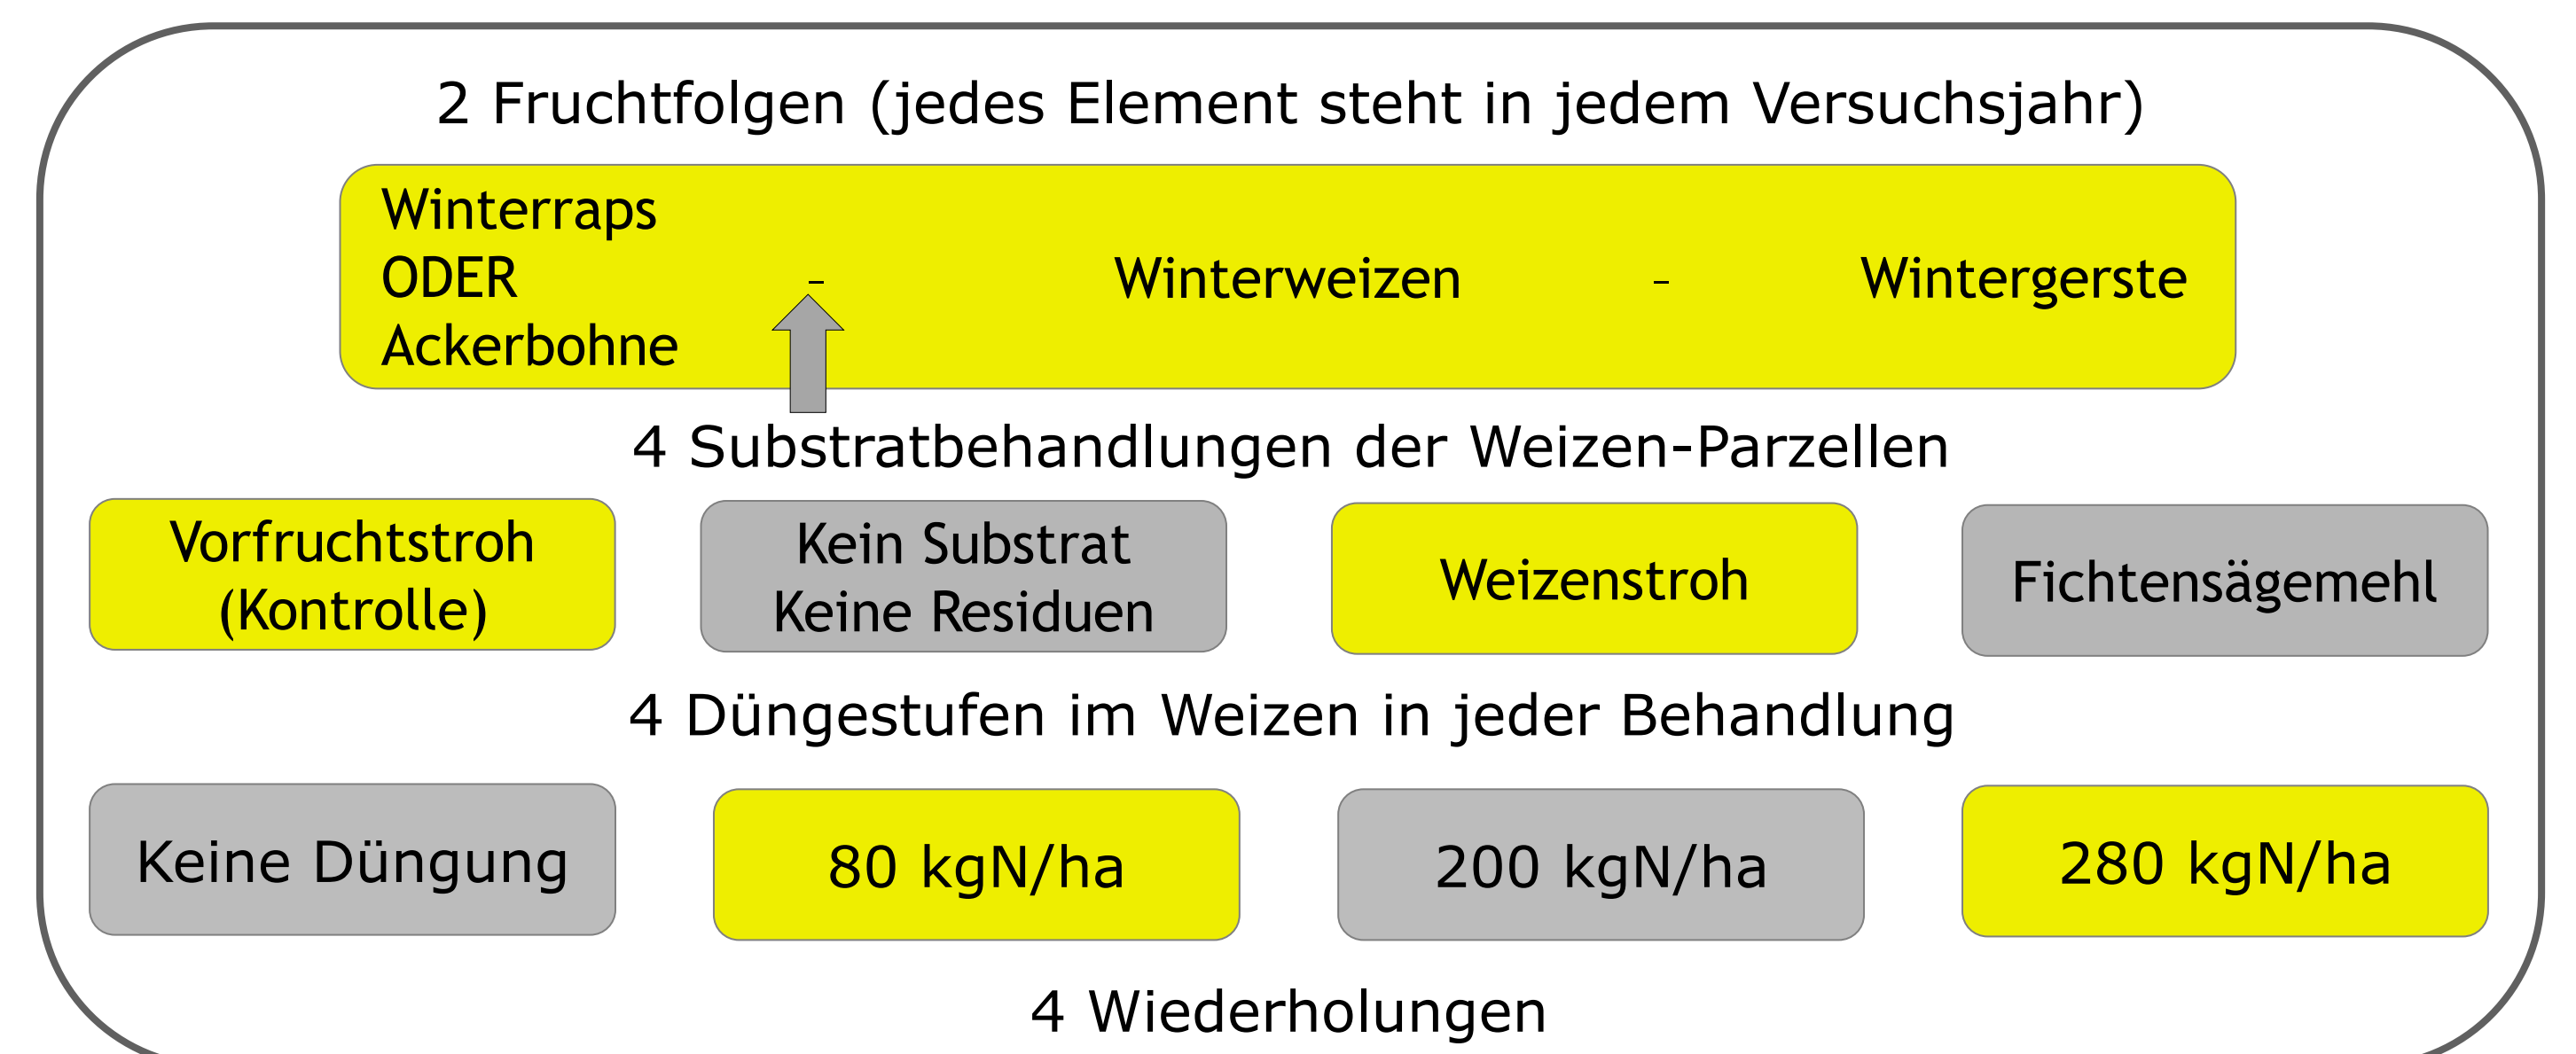 2 Fruchtfolgen (jedes Element steht in jedem Versuchsjahr)
Winterraps
ODER - Winterweizen - Wintergerste
Ackerbohne
4 Substratbehandlungen der Weizen-Parzellen
Vorfruchtstroh
(Kontrolle)
Kein Substrat
Keine Residuen
Weizenstroh
Fichtensägemehl
4 Düngestufen im Weizen in jeder Behandlung
Keine Düngung
80 kgN/ha
200 kgN/ha
280 kgN/ha
4 Wiederholungen